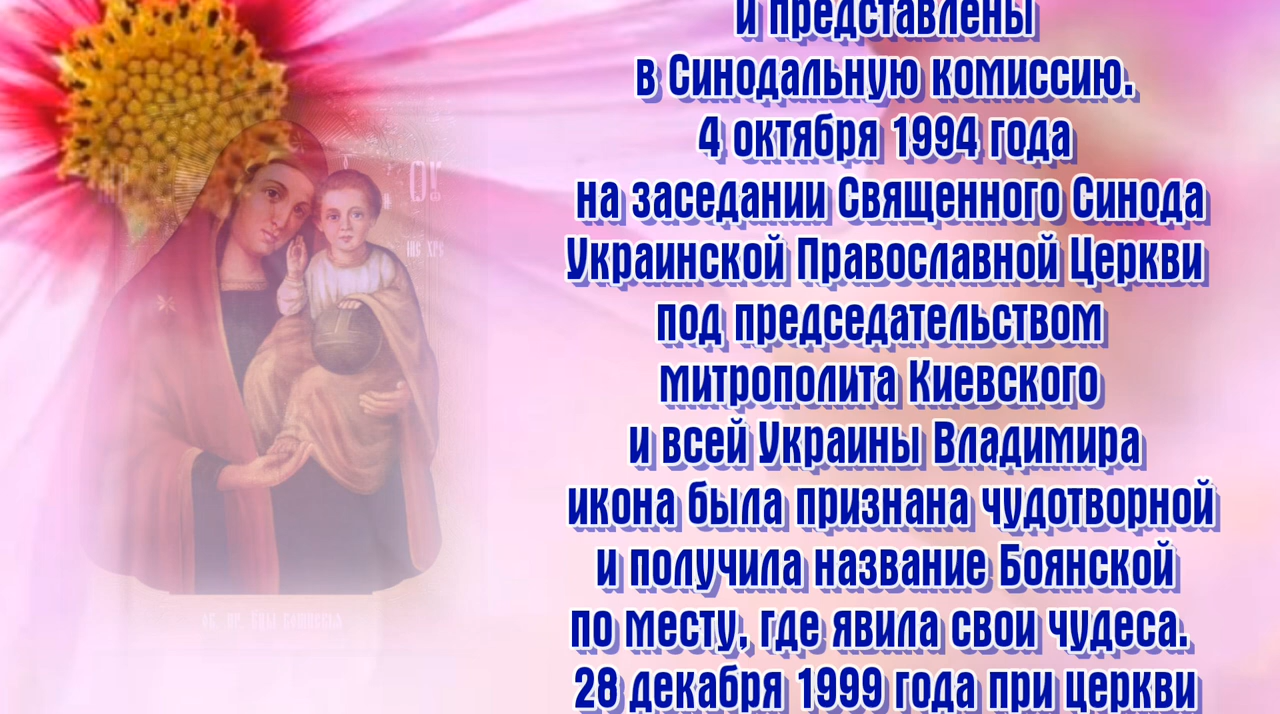 и представлены
в Синодальную комиссию.
4 октября 1994 года
на заседании Священного Синода
Украинской Православной Церкви
под председательством
митрополита Киевского
и всей Украины Владимира
икона была признана чудотворной
и получила название Боянской
по месту, где явила свои чудеса.
28 декабря 1999 года при церкви